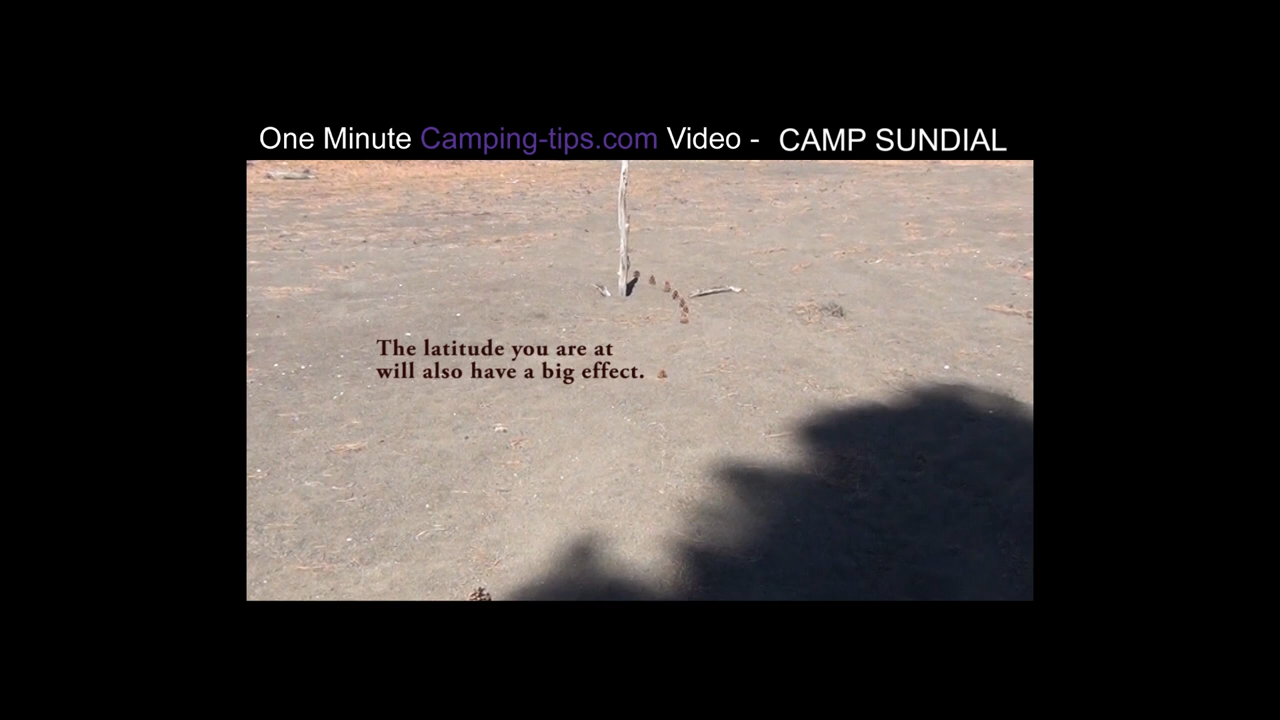 One Minute Camping-tips.com Video - CAMP SUNDIAL
The latitude you are at
will also have a big effect.